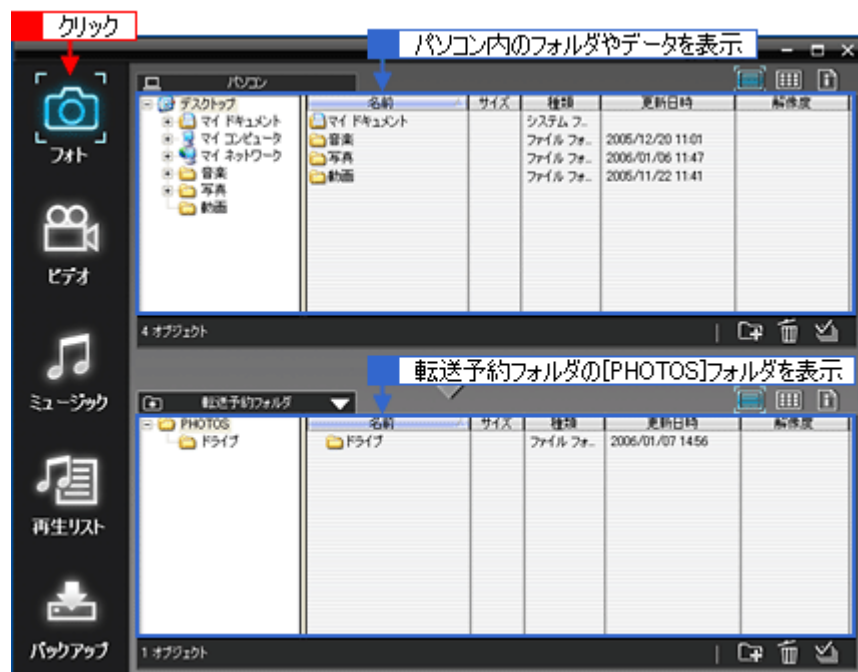 クリック
パソコン内のフォルダやデータを表示
フォト
ビデオ
ミュージック
再生リスト
バックアップ
パソコン
デスクトップ
マイ ドキュメント
マイ コンピュータ
マイ ネットワーク
音楽
写真
動画
名前 サイズ 種類 更新日時 解像度
マイ ドキュメント システム フ...
音楽 ファイル フォ... 2005/12/20 11:01
写真 ファイル フォ... 2006/01/06 11:47
動画 ファイル フォ... 2005/11/22 11:41
4 オブジェクト
転送予約フォルダの[PHOTOS]フォルダを表示
転送予約フォルダ
PHOTOS
ドライブ
名前 サイズ 種類 更新日時 解像度
ドライブ ファイル フォ... 2006/01/07 14:56
1 オブジェクト